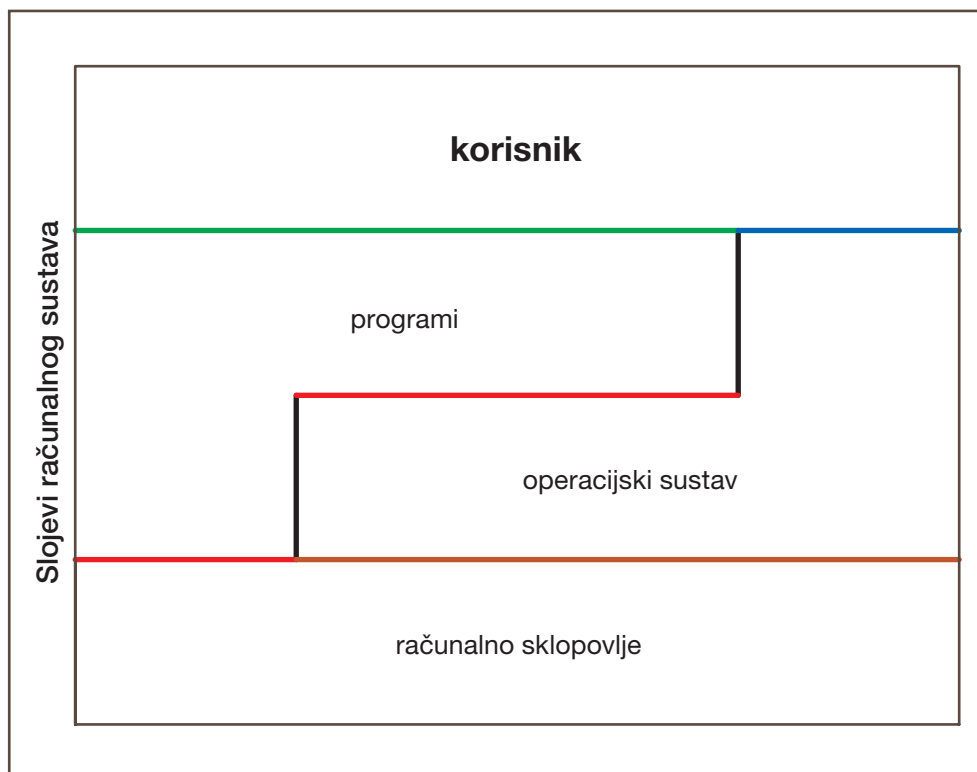 Slojevi računalnog sustava
korisnik
programi
operacijski sustav
računalno sklopovlje